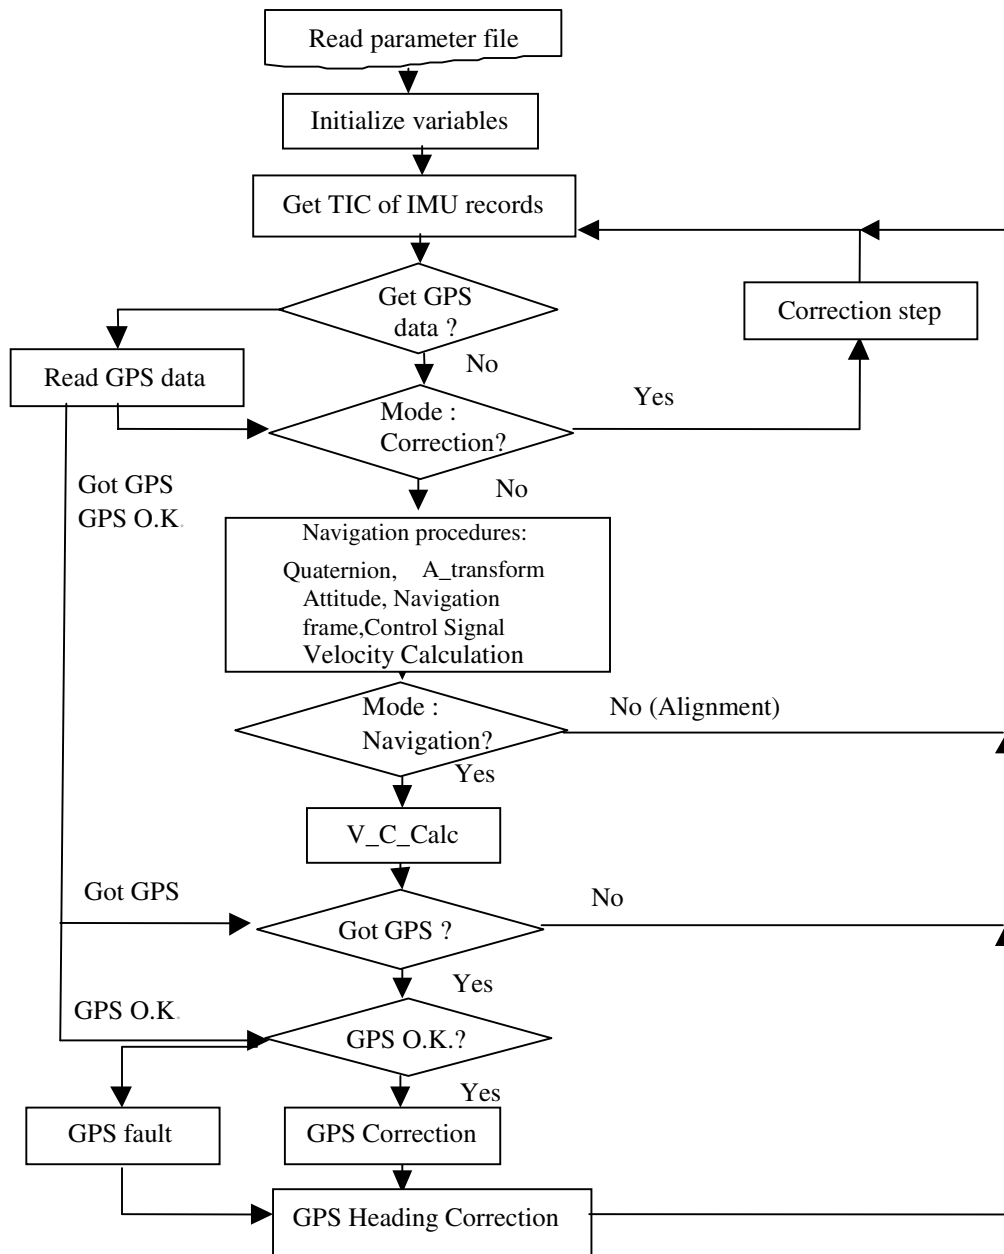 Read parameter file
Initialize variables
Get TIC of IMU records
Get GPS
data ?
Correction step
No
Read GPS data
Mode :
Correction?
Yes
Got GPS
GPS O.K.
No
Navigation procedures:
Quaternion, A_transform
Attitude, Navigation
frame,Control Signal
Velocity Calculation
Mode :
Navigation?
No (Alignment)
Yes
V_C_Calc
Got GPS
Got GPS ?
No
Yes
GPS O.K.
GPS O.K.?
Yes
GPS fault
GPS Correction
GPS Heading Correction